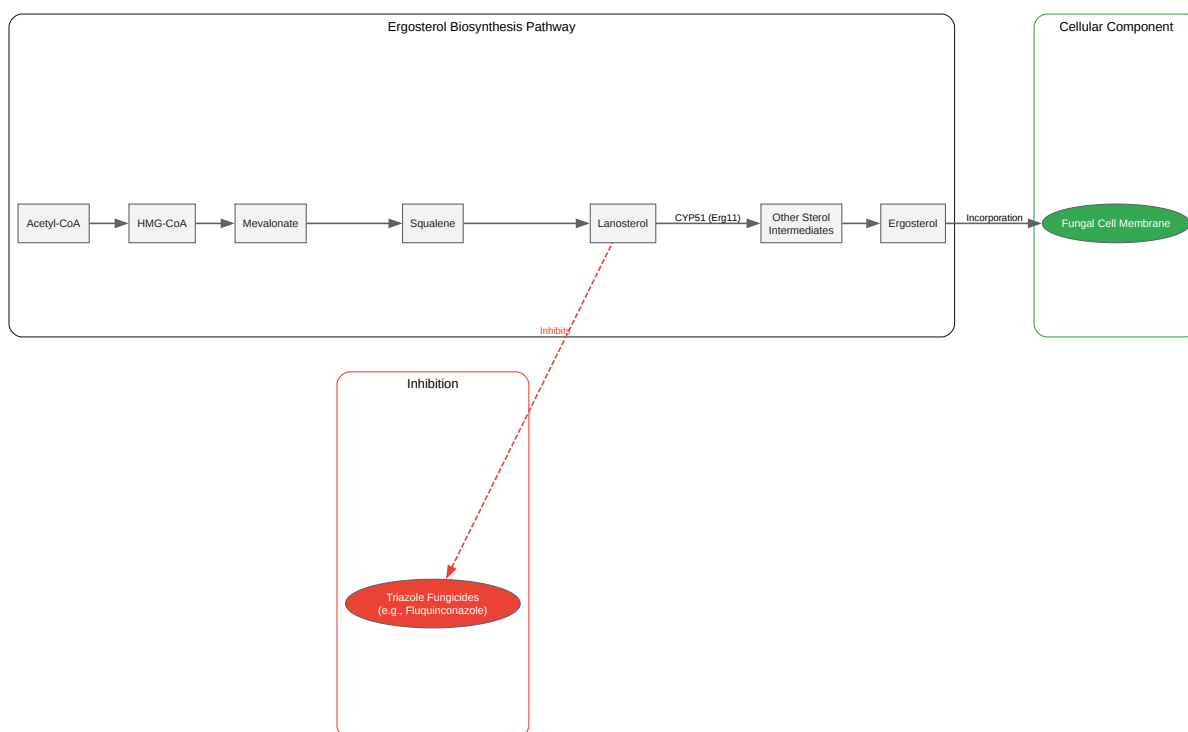 Ergosterol Biosynthesis Pathway
Cellular Component
Acetyl-CoA
HMG-CoA
Mevalonate
Squalene
Lanosterol
CYP51 (Erg11)
Other Sterol
Intermediates
Ergosterol
Incorporation
Fungal Cell Membrane
Inhibits
Inhibition
Triazole Fungicides
(e.g., Fluquinconazole)